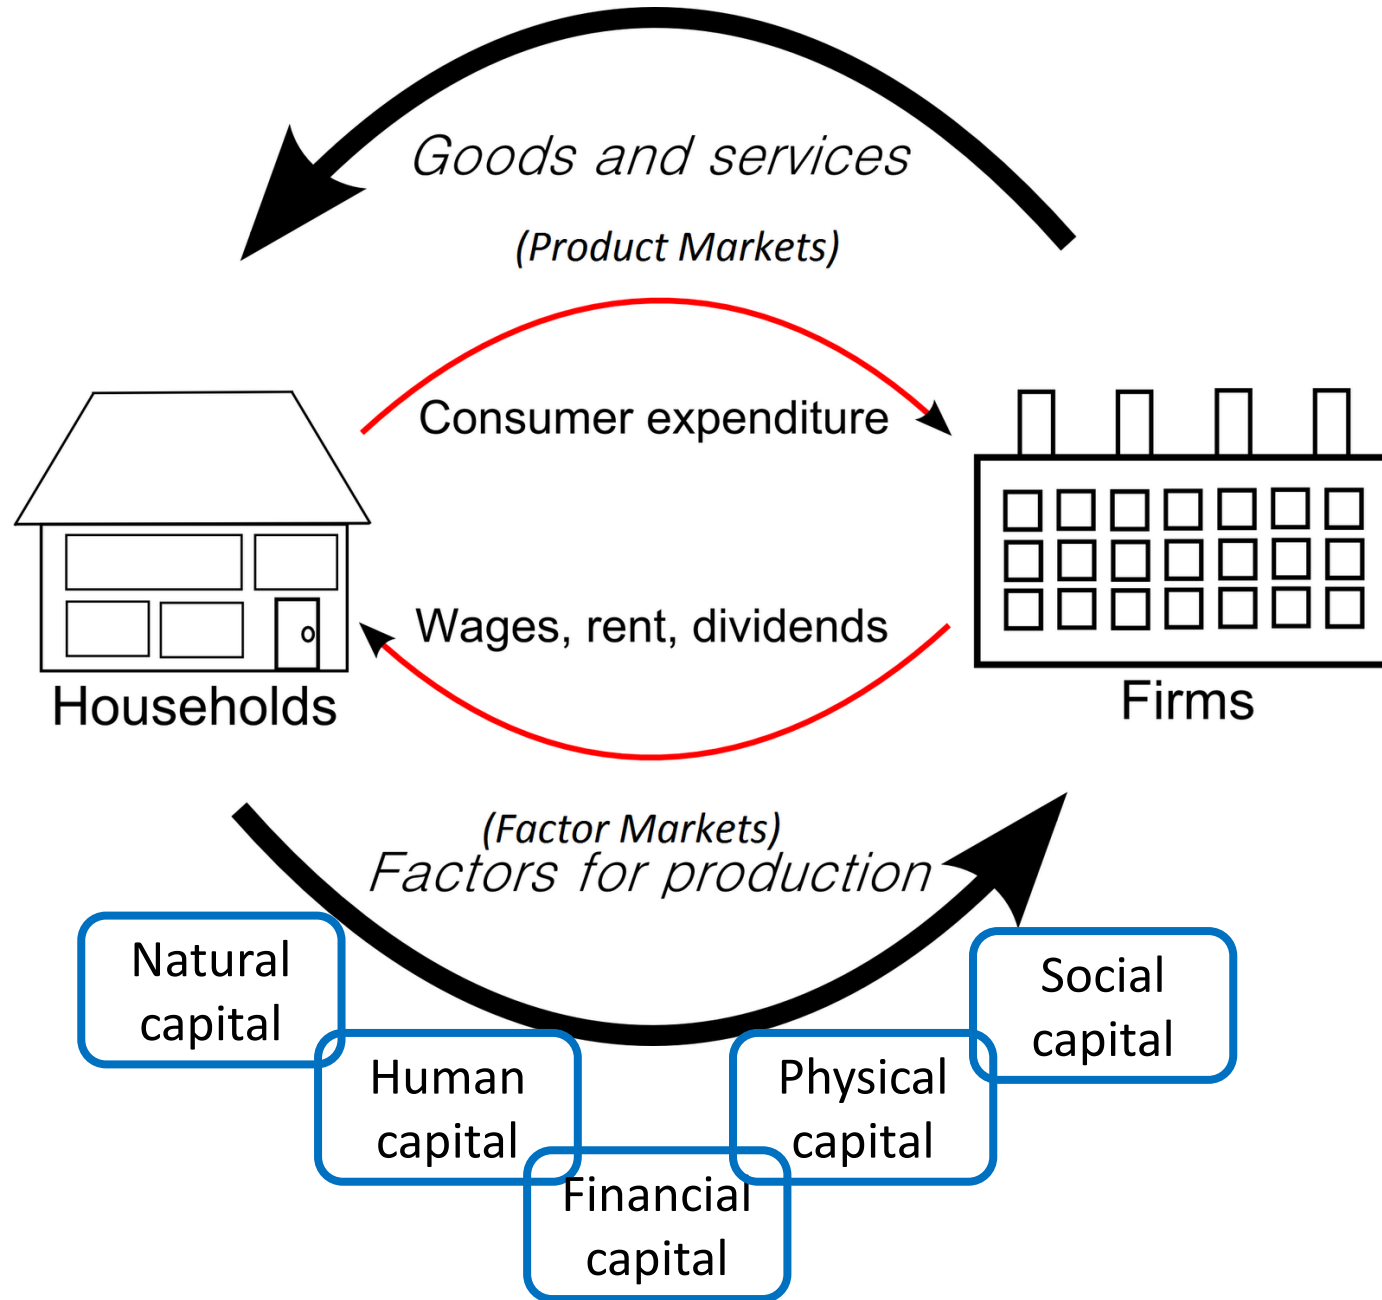 Goods and services
(Product Markets)
Consumer expenditure
Wages, rent, dividends
Households
Firms
(Factor Markets)
Factors for production
Natural
capital
Social
capital
Human
capital
Physical
capital
Financial
capital